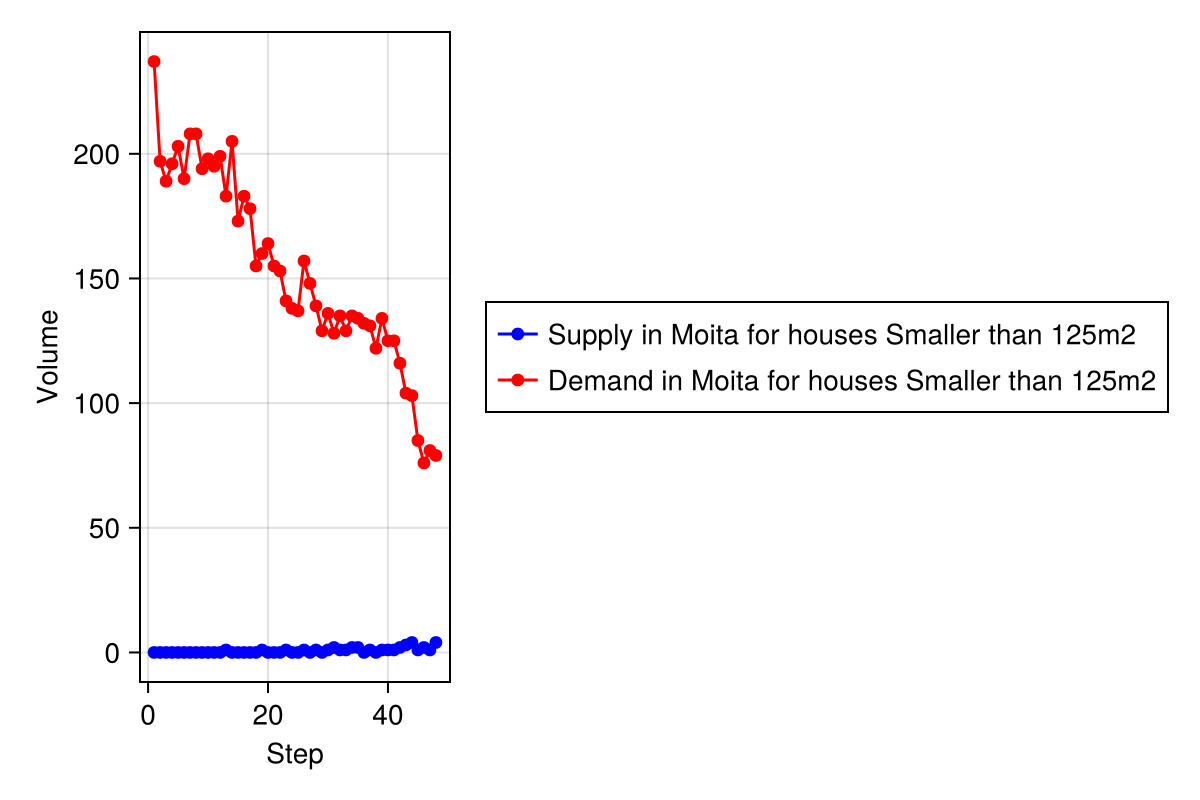 200
150
100
50
0
Volume
0 20 40
Step
Supply in Moita for houses Smaller than 125m2
Demand in Moita for houses Smaller than 125m2